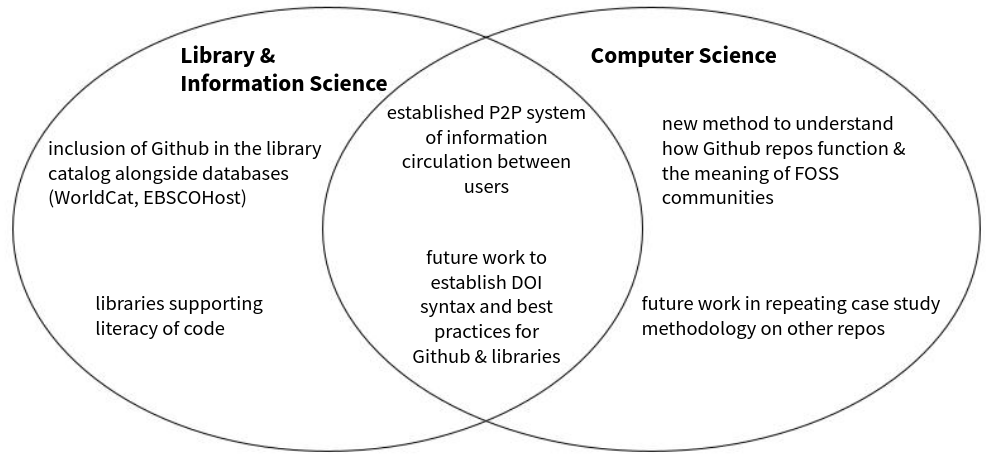 Library &
Information Science
inclusion of Github in the library
catalog alongside databases
(WorldCat, EBSCOHost)
libraries supporting
literacy of code
established P2P system
of information
circulation between
users
future work to
establish DOI
syntax and best
practices for
Github & libraries
Computer Science
new method to understand
how Github repos function &
the meaning of FOSS
communities
future work in repeating case study
methodology on other repos